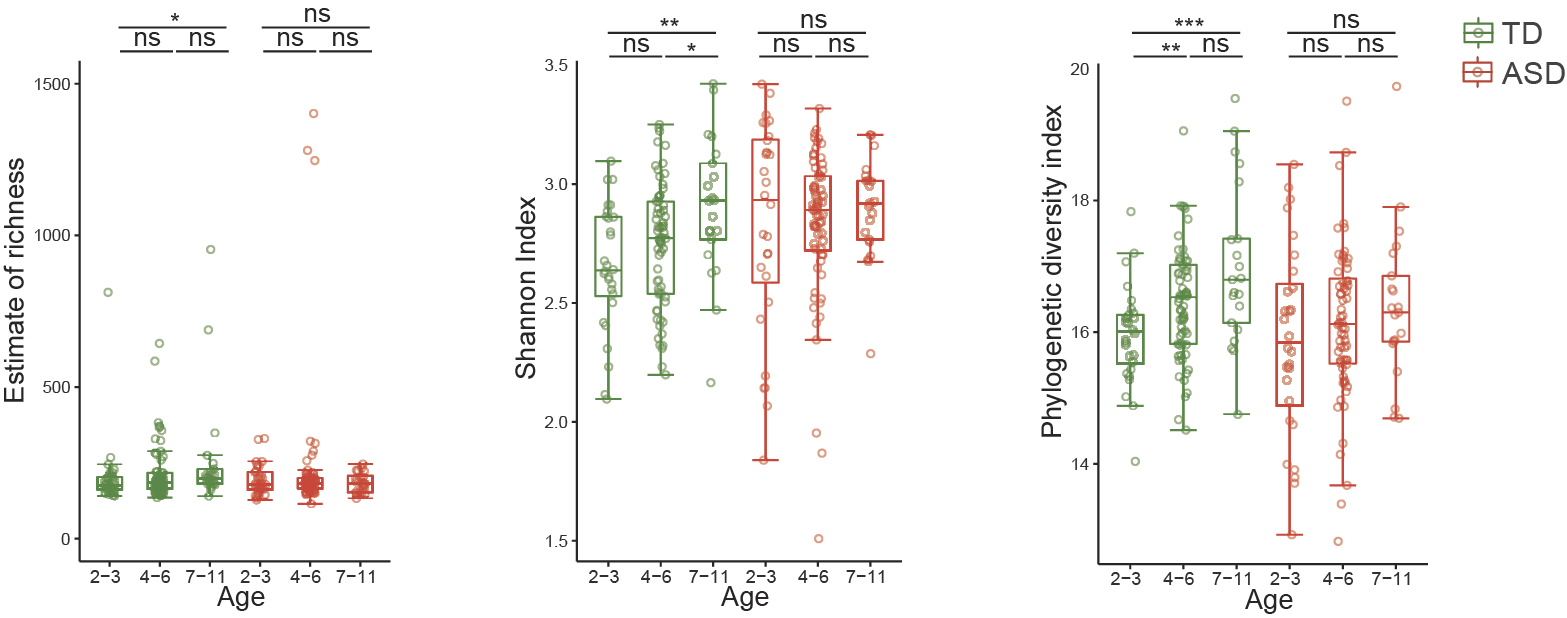 *
ns
ns ns
ns ns
Estimate of richness
1500
1000
500
0
2−3 4−6 7−11 2−3 4−6 7−11
Age
**
ns
ns *
ns ns
Shannon Index
3.5
3.0
2.5
2.0
1.5
2−3 4−6 7−11 2−3 4−6 7−11
Age
***
ns
** ns
ns ns
Phylogenetic diversity index
20
18
16
14
2−3 4−6 7−11 2−3 4−6 7−11
Age
TD
ASD